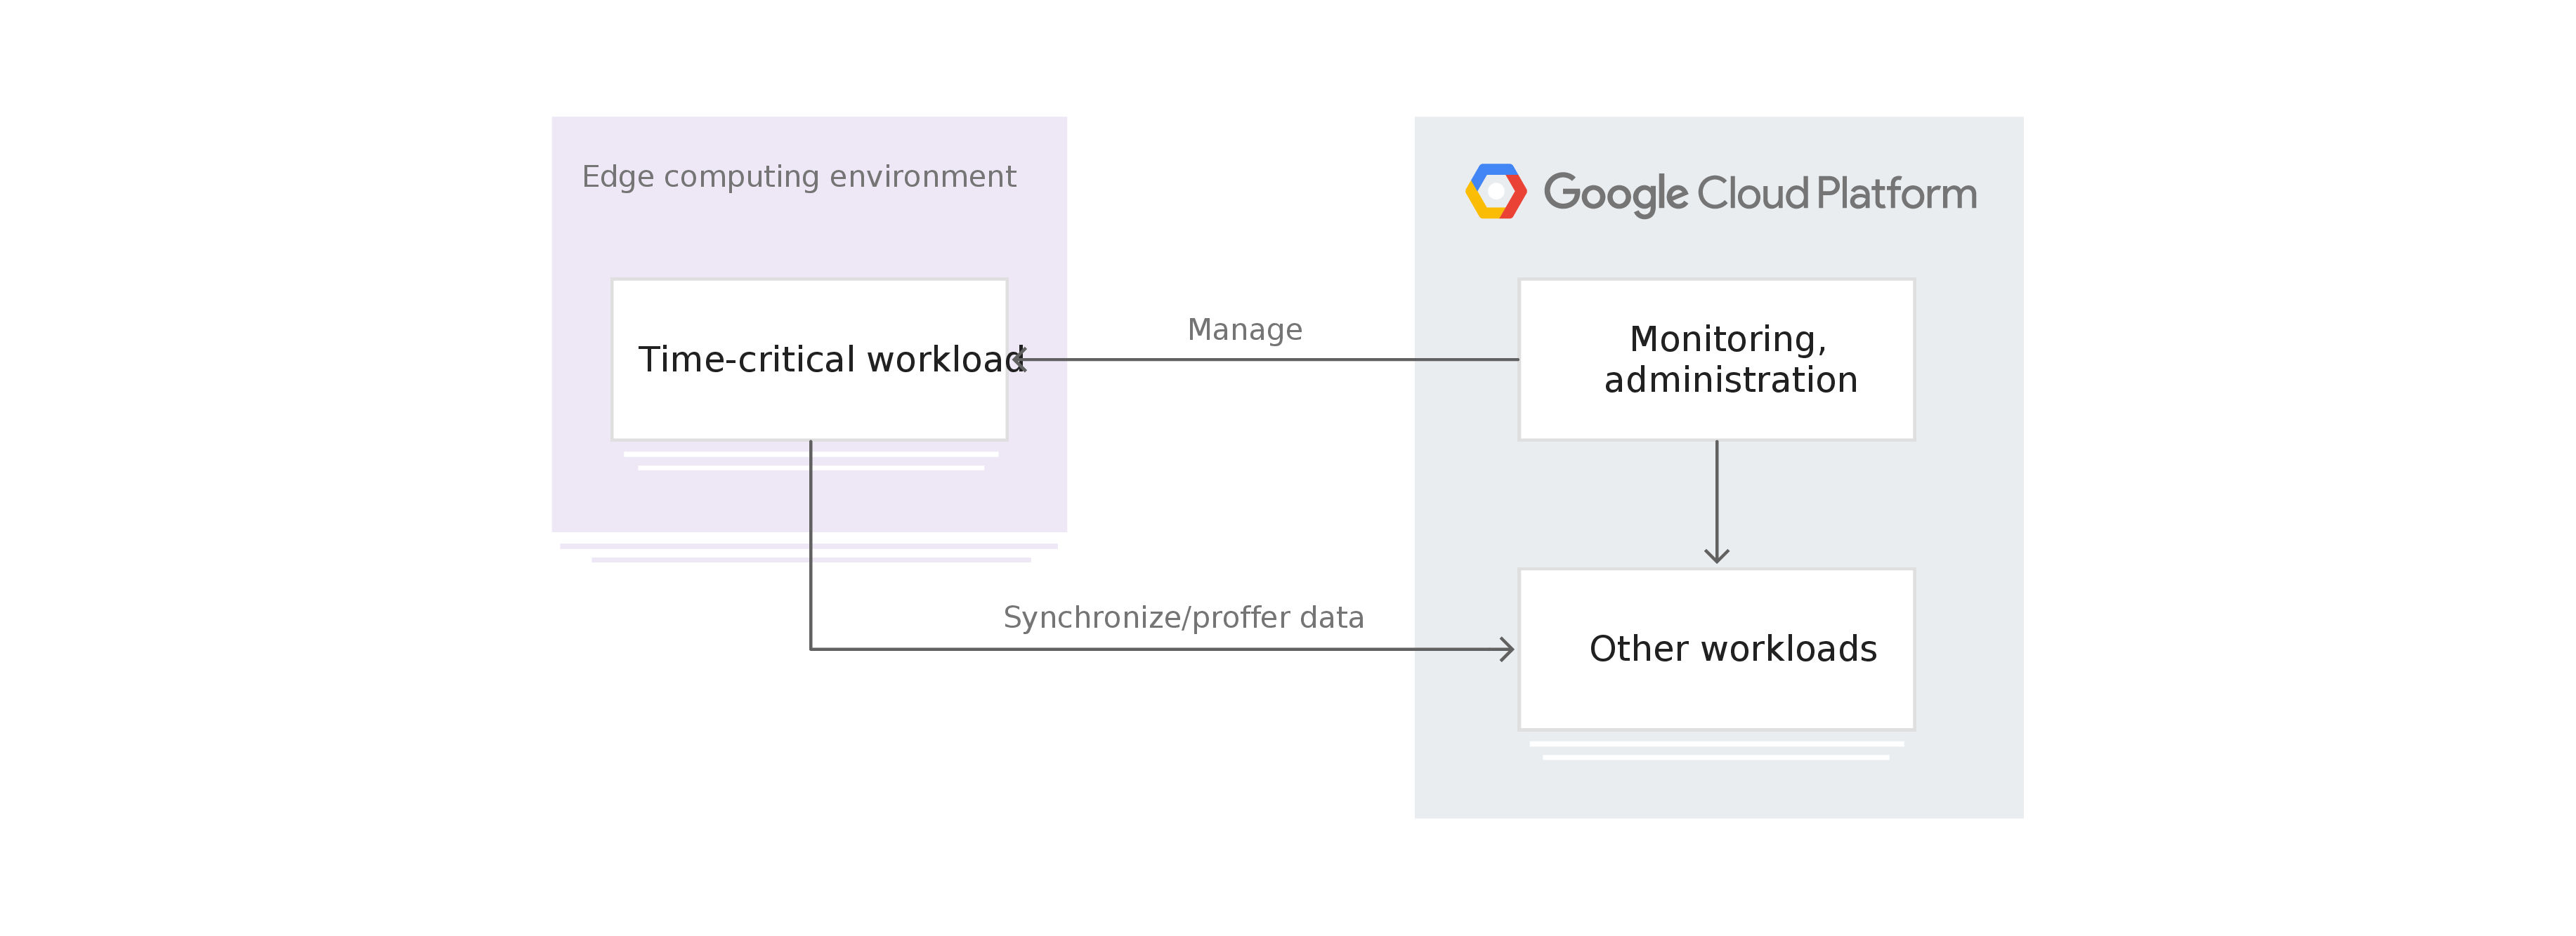 Edge computing environment
Google Cloud Platform
Time-critical workload
Manage
Monitoring,
administration
Synchronize/proffer data
Other workloads